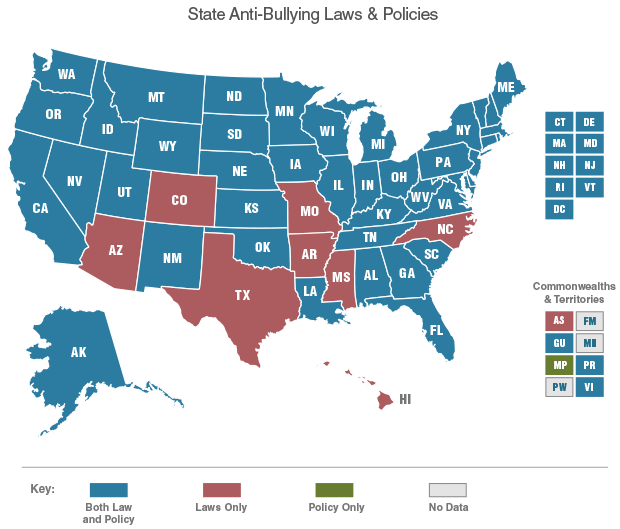 State Anti-Bullying Laws & Policies
WA
OR
ID
MT
ND
MN
SD
WY
NE
IA
WI
MI
NY
ME
PA
OH
IN
IL
NV
UT
CO
KS
MO
KY
WV
VA
CA
AZ
NM
OK
AR
TN
NC
SC
TX
LA
MS
AL
GA
FL
AK
HI
CT DE
MA MD
NH NJ
RI VT
DC
Commonwealths
& Territories
AS FM
GU MH
MP PR
PW VI
Key:
Both Law
and Policy
Laws Only
Policy Only
No Data